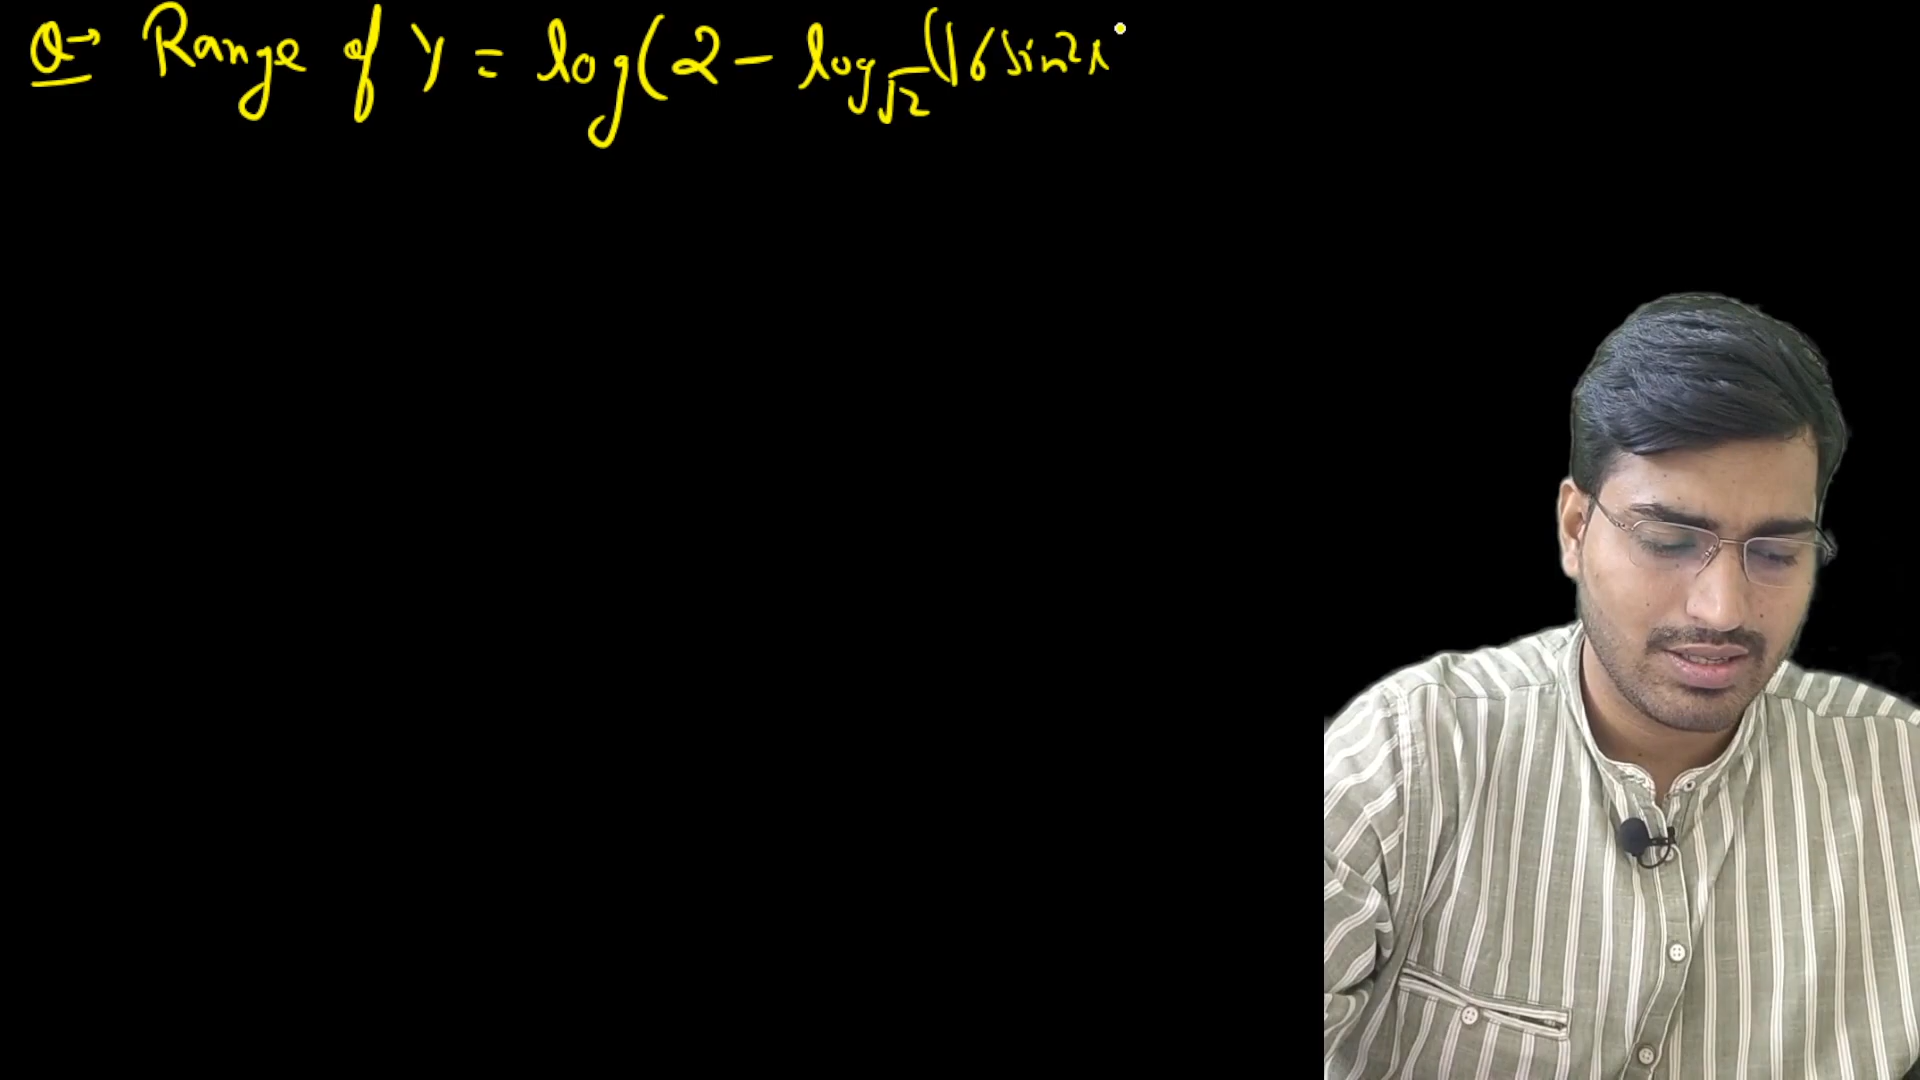 Q→ Range of y = log(2 - log√2(16 sin²x